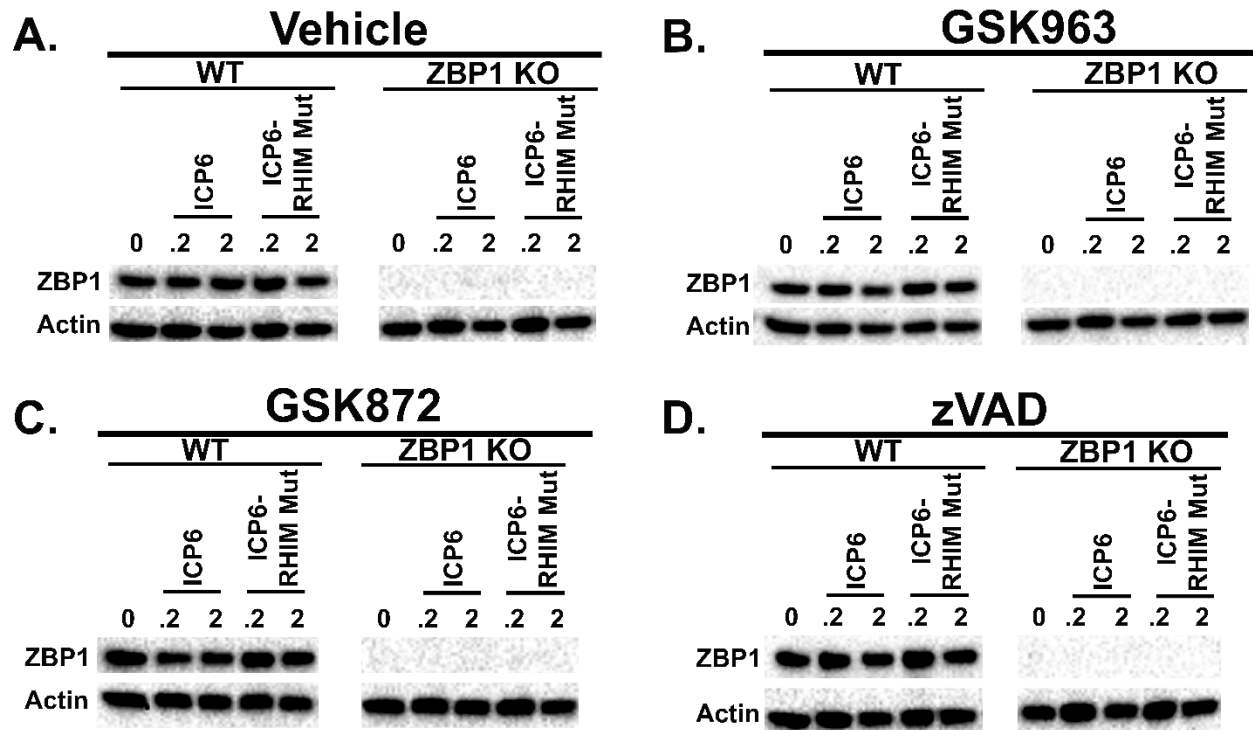 A. Vehicle
WT ZBP1 KO
ICP6 ICP6-
RHIM Mut ICP6 ICP6-
RHIM Mut
0 .2 2 .2 2 0 .2 2 .2 2
ZBP1
Actin
B. GSK963
WT ZBP1 KO
ICP6 ICP6-
RHIM Mut ICP6 ICP6-
RHIM Mut
0 .2 2 .2 2 0 .2 2 .2 2
ZBP1
Actin
C. GSK872
WT ZBP1 KO
ICP6 ICP6-
RHIM Mut ICP6 ICP6-
RHIM Mut
0 .2 2 .2 2 0 .2 2 .2 2
ZBP1
Actin
D. zVAD
WT ZBP1 KO
ICP6 ICP6-
RHIM Mut ICP6 ICP6-
RHIM Mut
0 .2 2 .2 2 0 .2 2 .2 2
ZBP1
Actin